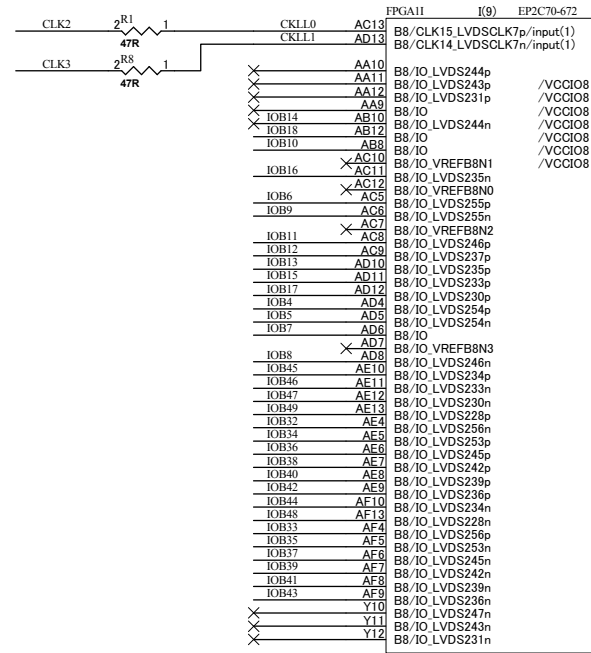 FPGA1I I(9) EP2C70-672
CLK2 2 R1 1 CKLL0 AC13 B8/CLK15_LVDSCLK7p/input(1)
47R CKLL1 AD13 B8/CLK14_LVDSCLK7n/input(1)
CLK3 2 R8 1
47R
AA10 B8/IO_LVDS244p
AA11 B8/IO_LVDS243p /VCCIO8
AA12 B8/IO_LVDS231p /VCCIO8
AA9 B8/IO /VCCIO8
IOB14 AB10 B8/IO_LVDS244n /VCCIO8
IOB18 AB12 B8/IO /VCCIO8
IOB10 AB8 B8/IO /VCCIO8
AC10 B8/IO_VREFB8N1 /VCCIO8
IOB16 AC11 B8/IO_LVDS235n
AC12 B8/IO_VREFB8N0
IOB6 AC5 B8/IO_LVDS255p
IOB9 AC6 B8/IO_LVDS255n
AC7 B8/IO_VREFB8N2
IOB11 AC8 B8/IO_LVDS246p
IOB12 AC9 B8/IO_LVDS237p
IOB13 AD10 B8/IO_LVDS235p
IOB15 AD11 B8/IO_LVDS233p
IOB17 AD12 B8/IO_LVDS230p
IOB4 AD4 B8/IO_LVDS254p
IOB5 AD5 B8/IO_LVDS254n
IOB7 AD6 B8/IO
AD7 B8/IO_VREFB8N3
IOB8 AD8 B8/IO_LVDS246n
IOB45 AE10 B8/IO_LVDS234p
IOB46 AE11 B8/IO_LVDS233n
IOB47 AE12 B8/IO_LVDS230n
IOB49 AE13 B8/IO_LVDS228p
IOB32 AE4 B8/IO_LVDS256n
IOB34 AE5 B8/IO_LVDS253p
IOB36 AE6 B8/IO_LVDS245p
IOB38 AE7 B8/IO_LVDS242p
IOB40 AE8 B8/IO_LVDS239p
IOB42 AE9 B8/IO_LVDS236p
IOB44 AF10 B8/IO_LVDS234n
IOB48 AF13 B8/IO_LVDS228n
IOB33 AF4 B8/IO_LVDS256p
IOB35 AF5 B8/IO_LVDS253n
IOB37 AF6 B8/IO_LVDS245n
IOB39 AF7 B8/IO_LVDS242n
IOB41 AF8 B8/IO_LVDS239n
IOB43 AF9 B8/IO_LVDS236n
Y10 B8/IO_LVDS247n
Y11 B8/IO_LVDS243n
Y12 B8/IO_LVDS231n